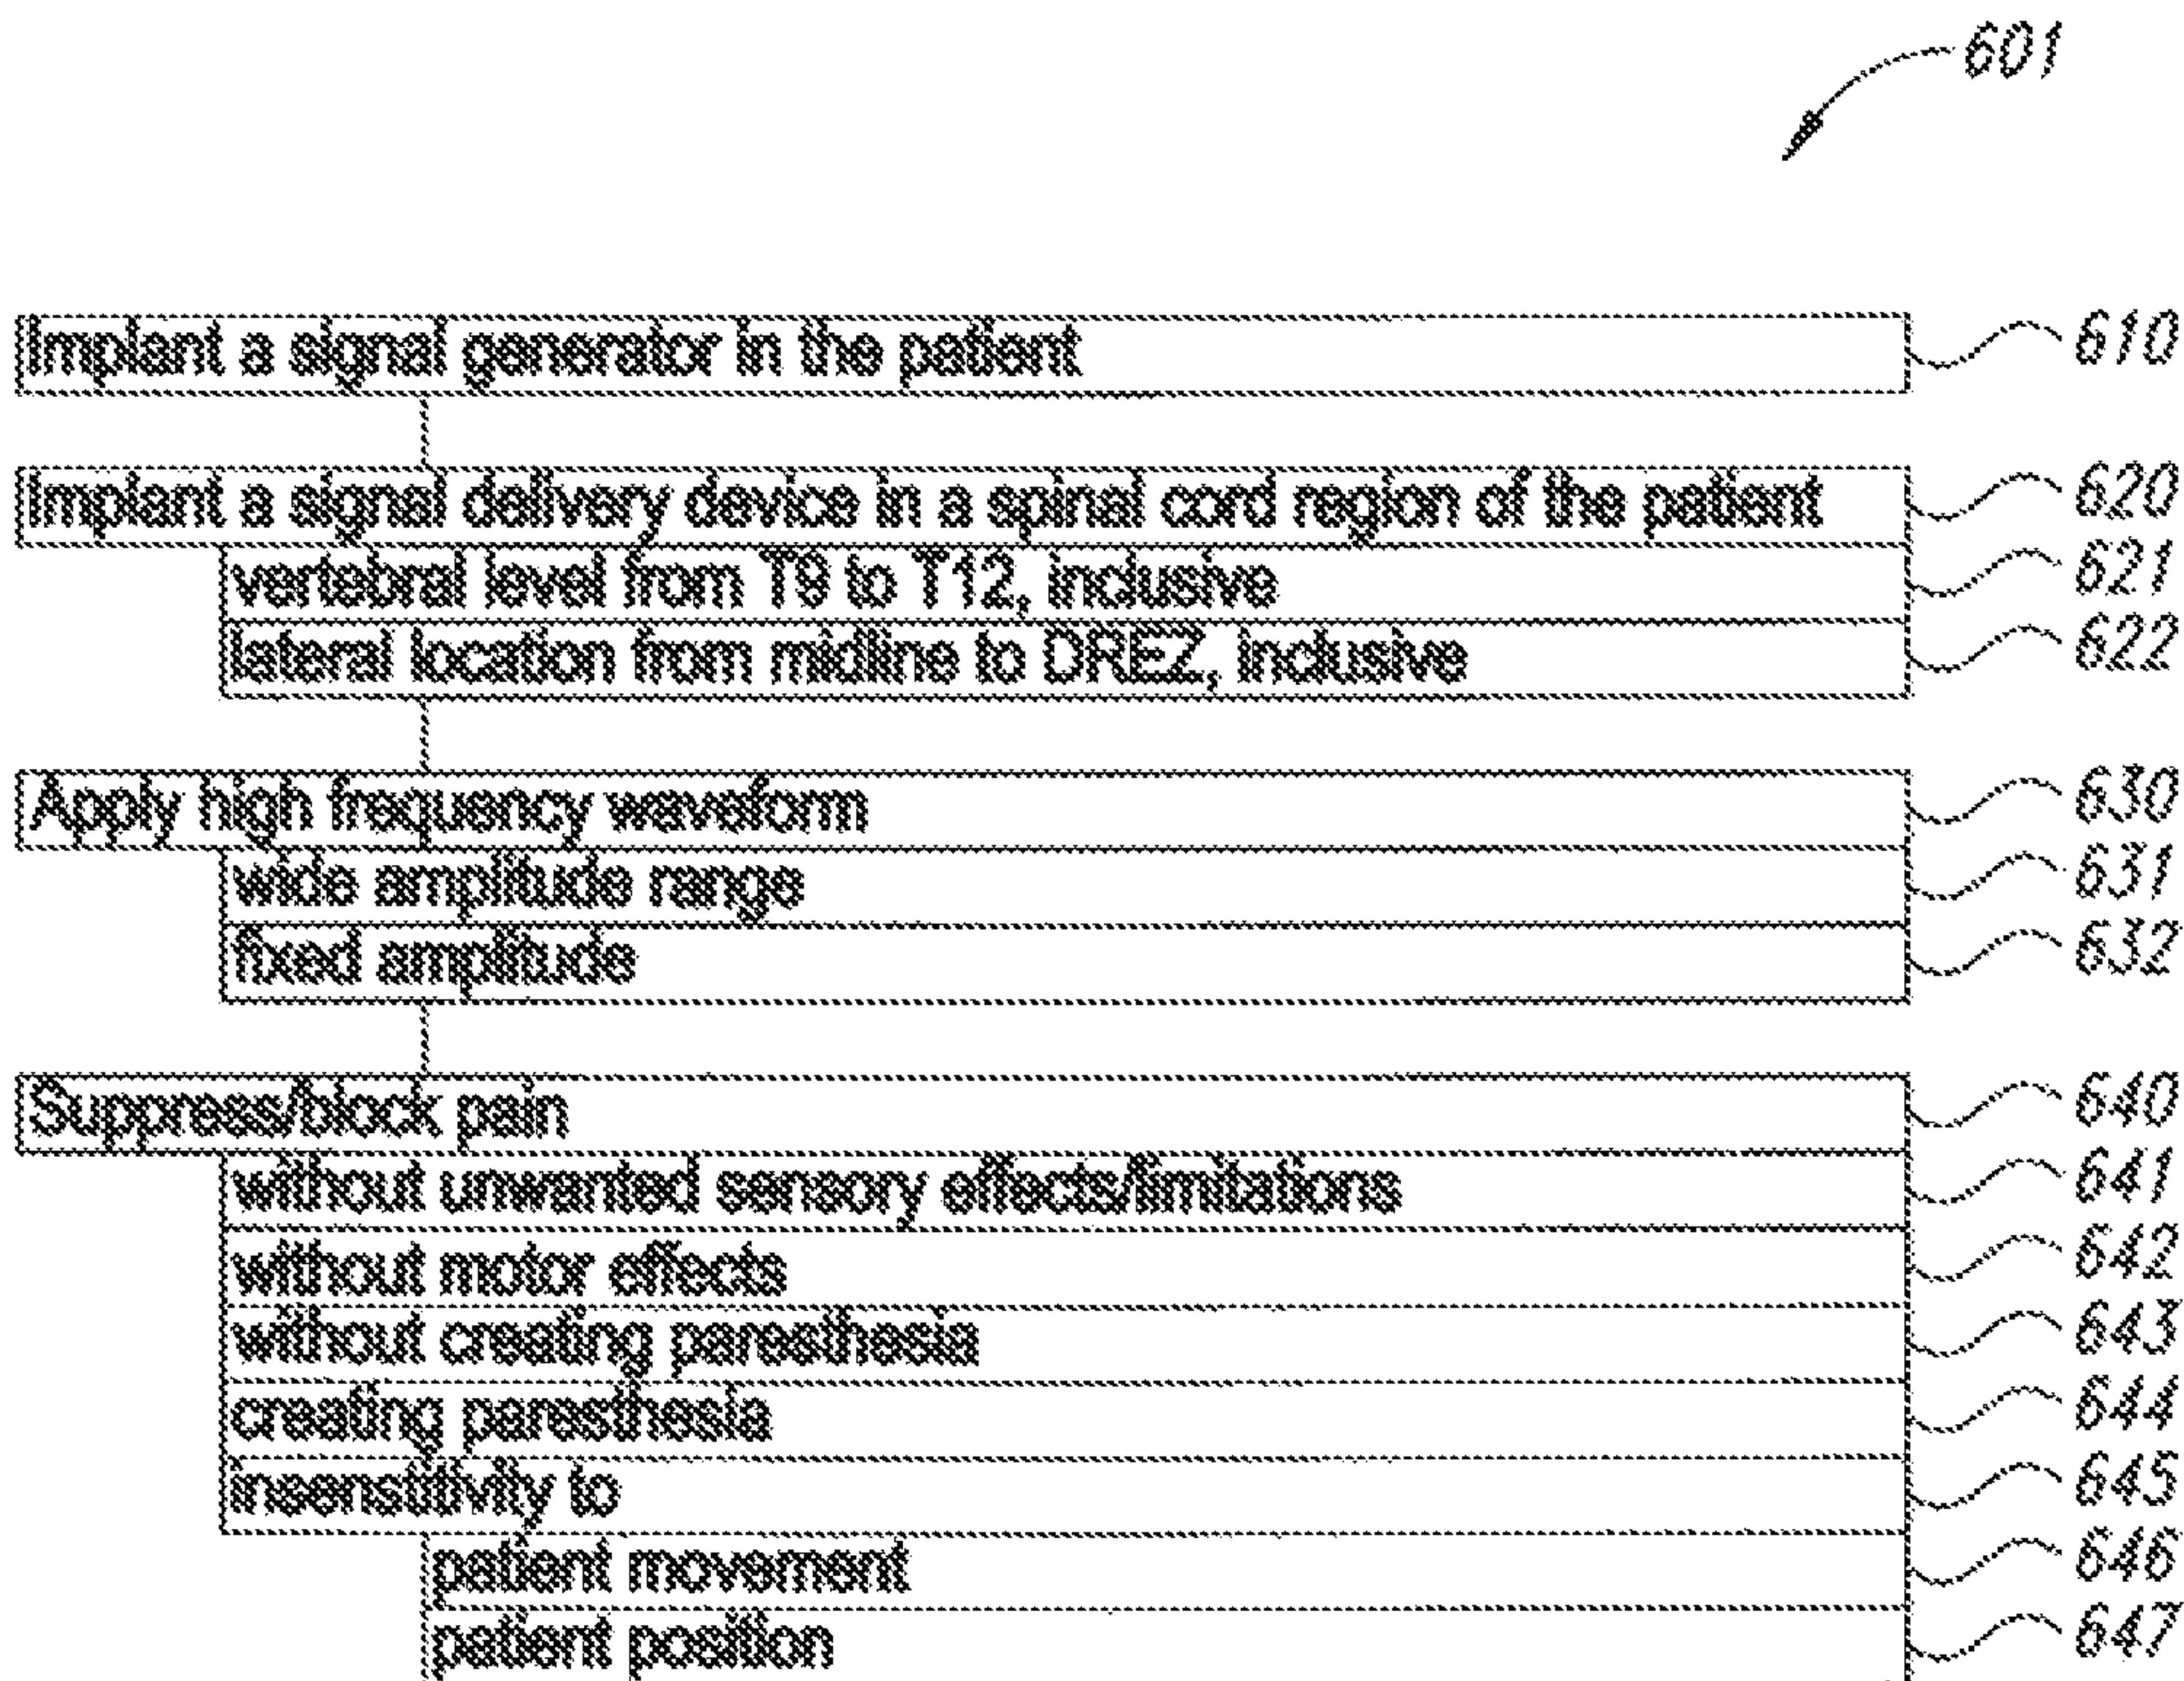 601
Implant a signal generator in the patient 610
Implant a signal delivery device in a spinal cord region of the patient 620
vertebral level from T9 to T12, inclusive 621
lateral location from midline to DREZ, inclusive 622
Apply high frequency waveform 630
wide amplitude range 631
fixed amplitude 632
Suppress/block pain 640
without unwanted sensory effects/limitations 641
without motor effects 642
without creating paresthesia 643
creating paresthesia 644
insensitivity to 645
patient movement 646
patient position 647